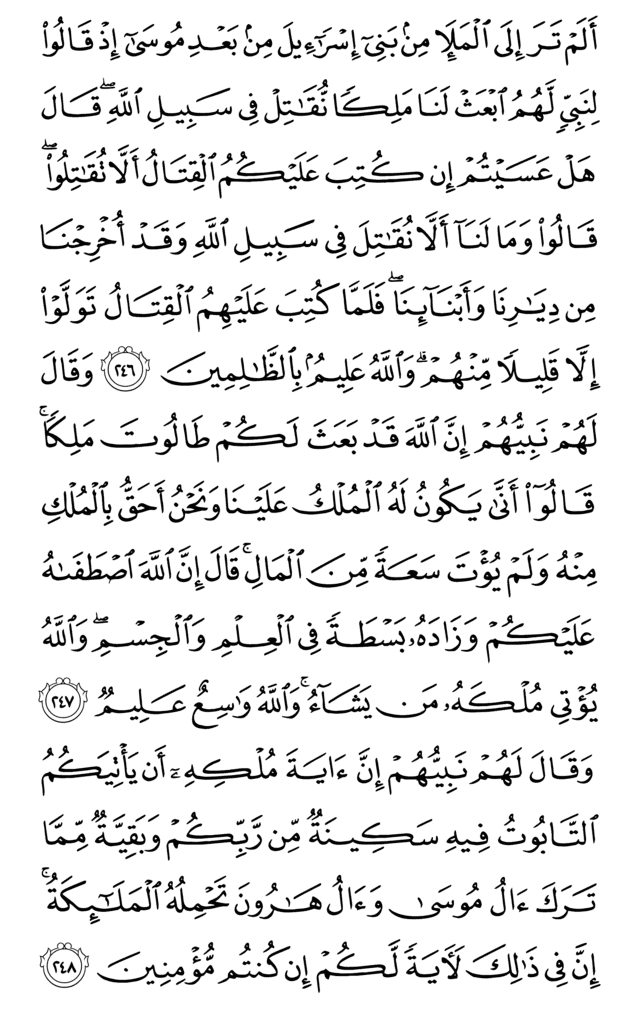 أَلَمْ تَرَ إِلَى ٱلْمَلَإِ مِنۢ بَنِىٓ إِسْرَٰٓءِيلَ مِنۢ بَعْدِ مُوسَىٰٓ إِذْ قَالُوا۟
لِنَبِىٍّ لَّهُمُ ٱبْعَثْ لَنَا مَلِكًا نُّقَٰتِلْ فِى سَبِيلِ ٱللَّهِ ۖ قَالَ
هَلْ عَسَيْتُمْ إِن كُتِبَ عَلَيْكُمُ ٱلْقِتَالُ أَلَّا تُقَٰتِلُوا۟ ۖ
قَالُوا۟ وَمَا لَنَآ أَلَّا نُقَٰتِلَ فِى سَبِيلِ ٱللَّهِ وَقَدْ أُخْرِجْنَا
مِن دِيَٰرِنَا وَأَبْنَآئِنَا ۖ فَلَمَّا كُتِبَ عَلَيْهِمُ ٱلْقِتَالُ تَوَلَّوْا۟
إِلَّا قَلِيلًا مِّنْهُمْ ۗ وَٱللَّهُ عَلِيمٌۢ بِٱلظَّٰلِمِينَ ٢٤٦ وَقَالَ
لَهُمْ نَبِيُّهُمْ إِنَّ ٱللَّهَ قَدْ بَعَثَ لَكُمْ طَالُوتَ مَلِكًا ۚ
قَالُوٓا۟ أَنَّىٰ يَكُونُ لَهُ ٱلْمُلْكُ عَلَيْنَا وَنَحْنُ أَحَقُّ بِٱلْمُلْكِ
مِنْهُ وَلَمْ يُؤْتَ سَعَةً مِّنَ ٱلْمَالِ ۚ قَالَ إِنَّ ٱللَّهَ ٱصْطَفَىٰهُ
عَلَيْكُمْ وَزَادَهُۥ بَسْطَةً فِى ٱلْعِلْمِ وَٱلْجِسْمِ ۖ وَٱللَّهُ
يُؤْتِى مُلْكَهُۥ مَن يَشَآءُ ۚ وَٱللَّهُ وَٰسِعٌ عَلِيمٌ ٢٤٧
وَقَالَ لَهُمْ نَبِيُّهُمْ إِنَّ ءَايَةَ مُلْكِهِۦٓ أَن يَأْتِيَكُمُ
ٱلتَّابُوتُ فِيهِ سَكِينَةٌ مِّن رَّبِّكُمْ وَبَقِيَّةٌ مِّمَّا
تَرَكَ ءَالُ مُوسَىٰ وَءَالُ هَٰرُونَ تَحْمِلُهُ ٱلْمَلَٰٓئِكَةُ ۚ
إِنَّ فِى ذَٰلِكَ لَءَايَةً لَّكُمْ إِن كُنتُم مُّؤْمِنِينَ ٢٤٨